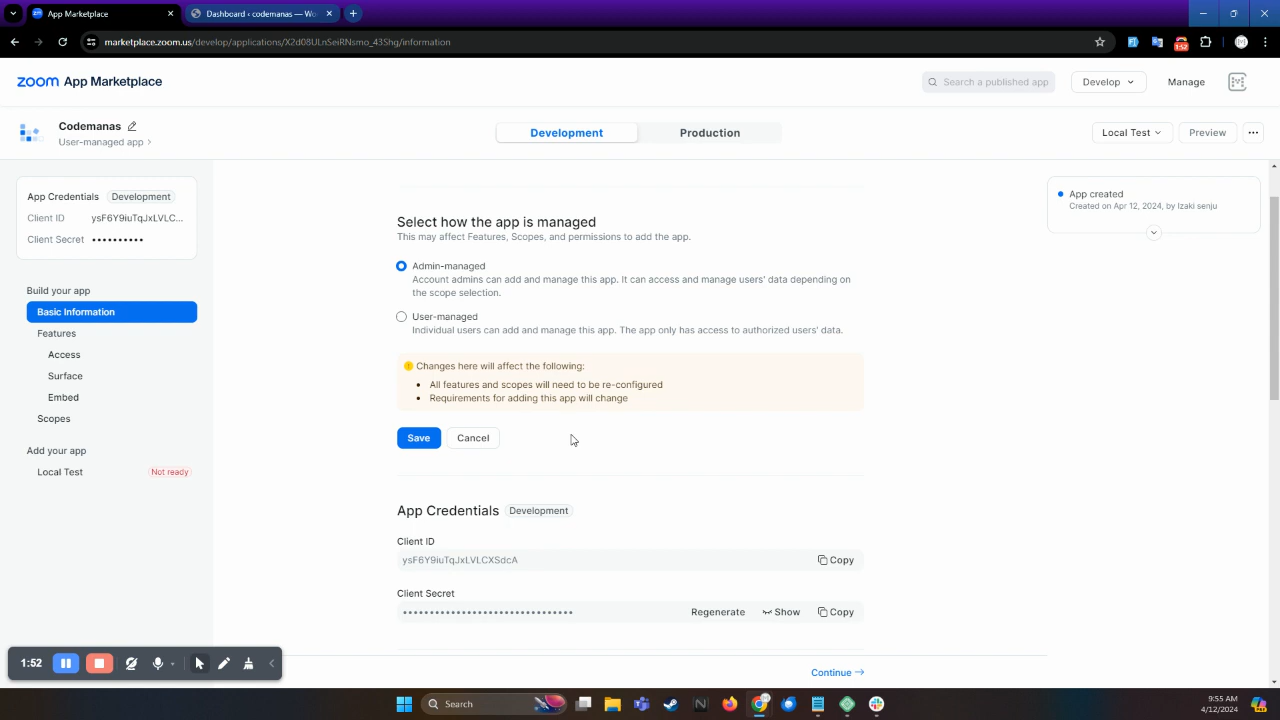 App Marketplace
Dashboard ‹ codemanas — Wo
marketplace.zoom.us/develop/applications/X2d08ULnSeiRNsmo_43Shg/information
1:52
zoom App Marketplace
Search a published app
Develop
Manage
Codemanas
User-managed app
Development
Production
Local Test
Preview
App Credentials Development
Client ID ysF6Y9iuTqJxLVLC...
Client Secret ••••••••••
Build your app
Basic Information
Features
Access
Surface
Embed
Scopes
Add your app
Local Test Not ready
Select how the app is managed
This may affect Features, Scopes, and permissions to add the app.
Admin-managed
Account admins can add and manage this app. It can access and manage users' data depending on
the scope selection.
User-managed
Individual users can add and manage this app. The app only has access to authorized users' data.
Changes here will affect the following:
• All features and scopes will need to be re-configured
• Requirements for adding this app will change
Save Cancel
App Credentials Development
Client ID
ysF6Y9iuTqJxLVLCXSdcA Copy
Client Secret
•••••••••••••••••••••••••••••••• Regenerate Show Copy
Continue
App created
Created on Apr 12, 2024, by Izaki senju
1:52
Search
9:55 AM
4/12/2024